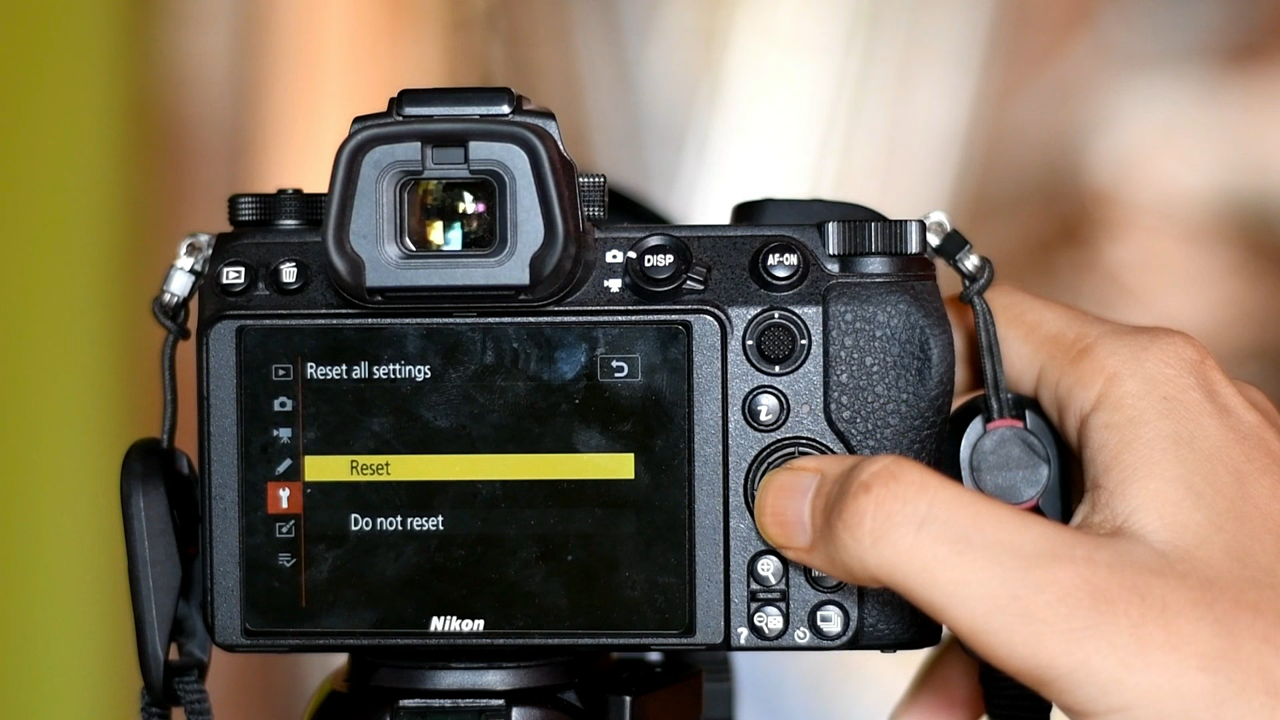 DISP
AF-ON
Reset all settings
i
Reset
Do not reset
Nikon
?